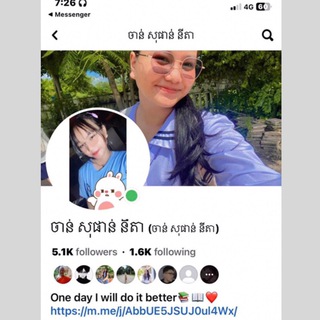 7:26
4G 60
Messenger
ចាន់ សុផាន់ នីតា
ចាន់ សុផាន់ នីតា (ចាន់ សុផាន់ នីតា)
5.1K followers · 1.6K following
One day I will do it better📚📖❤️
https://m.me/j/AbbUE5JSUJ0ul4Wx/